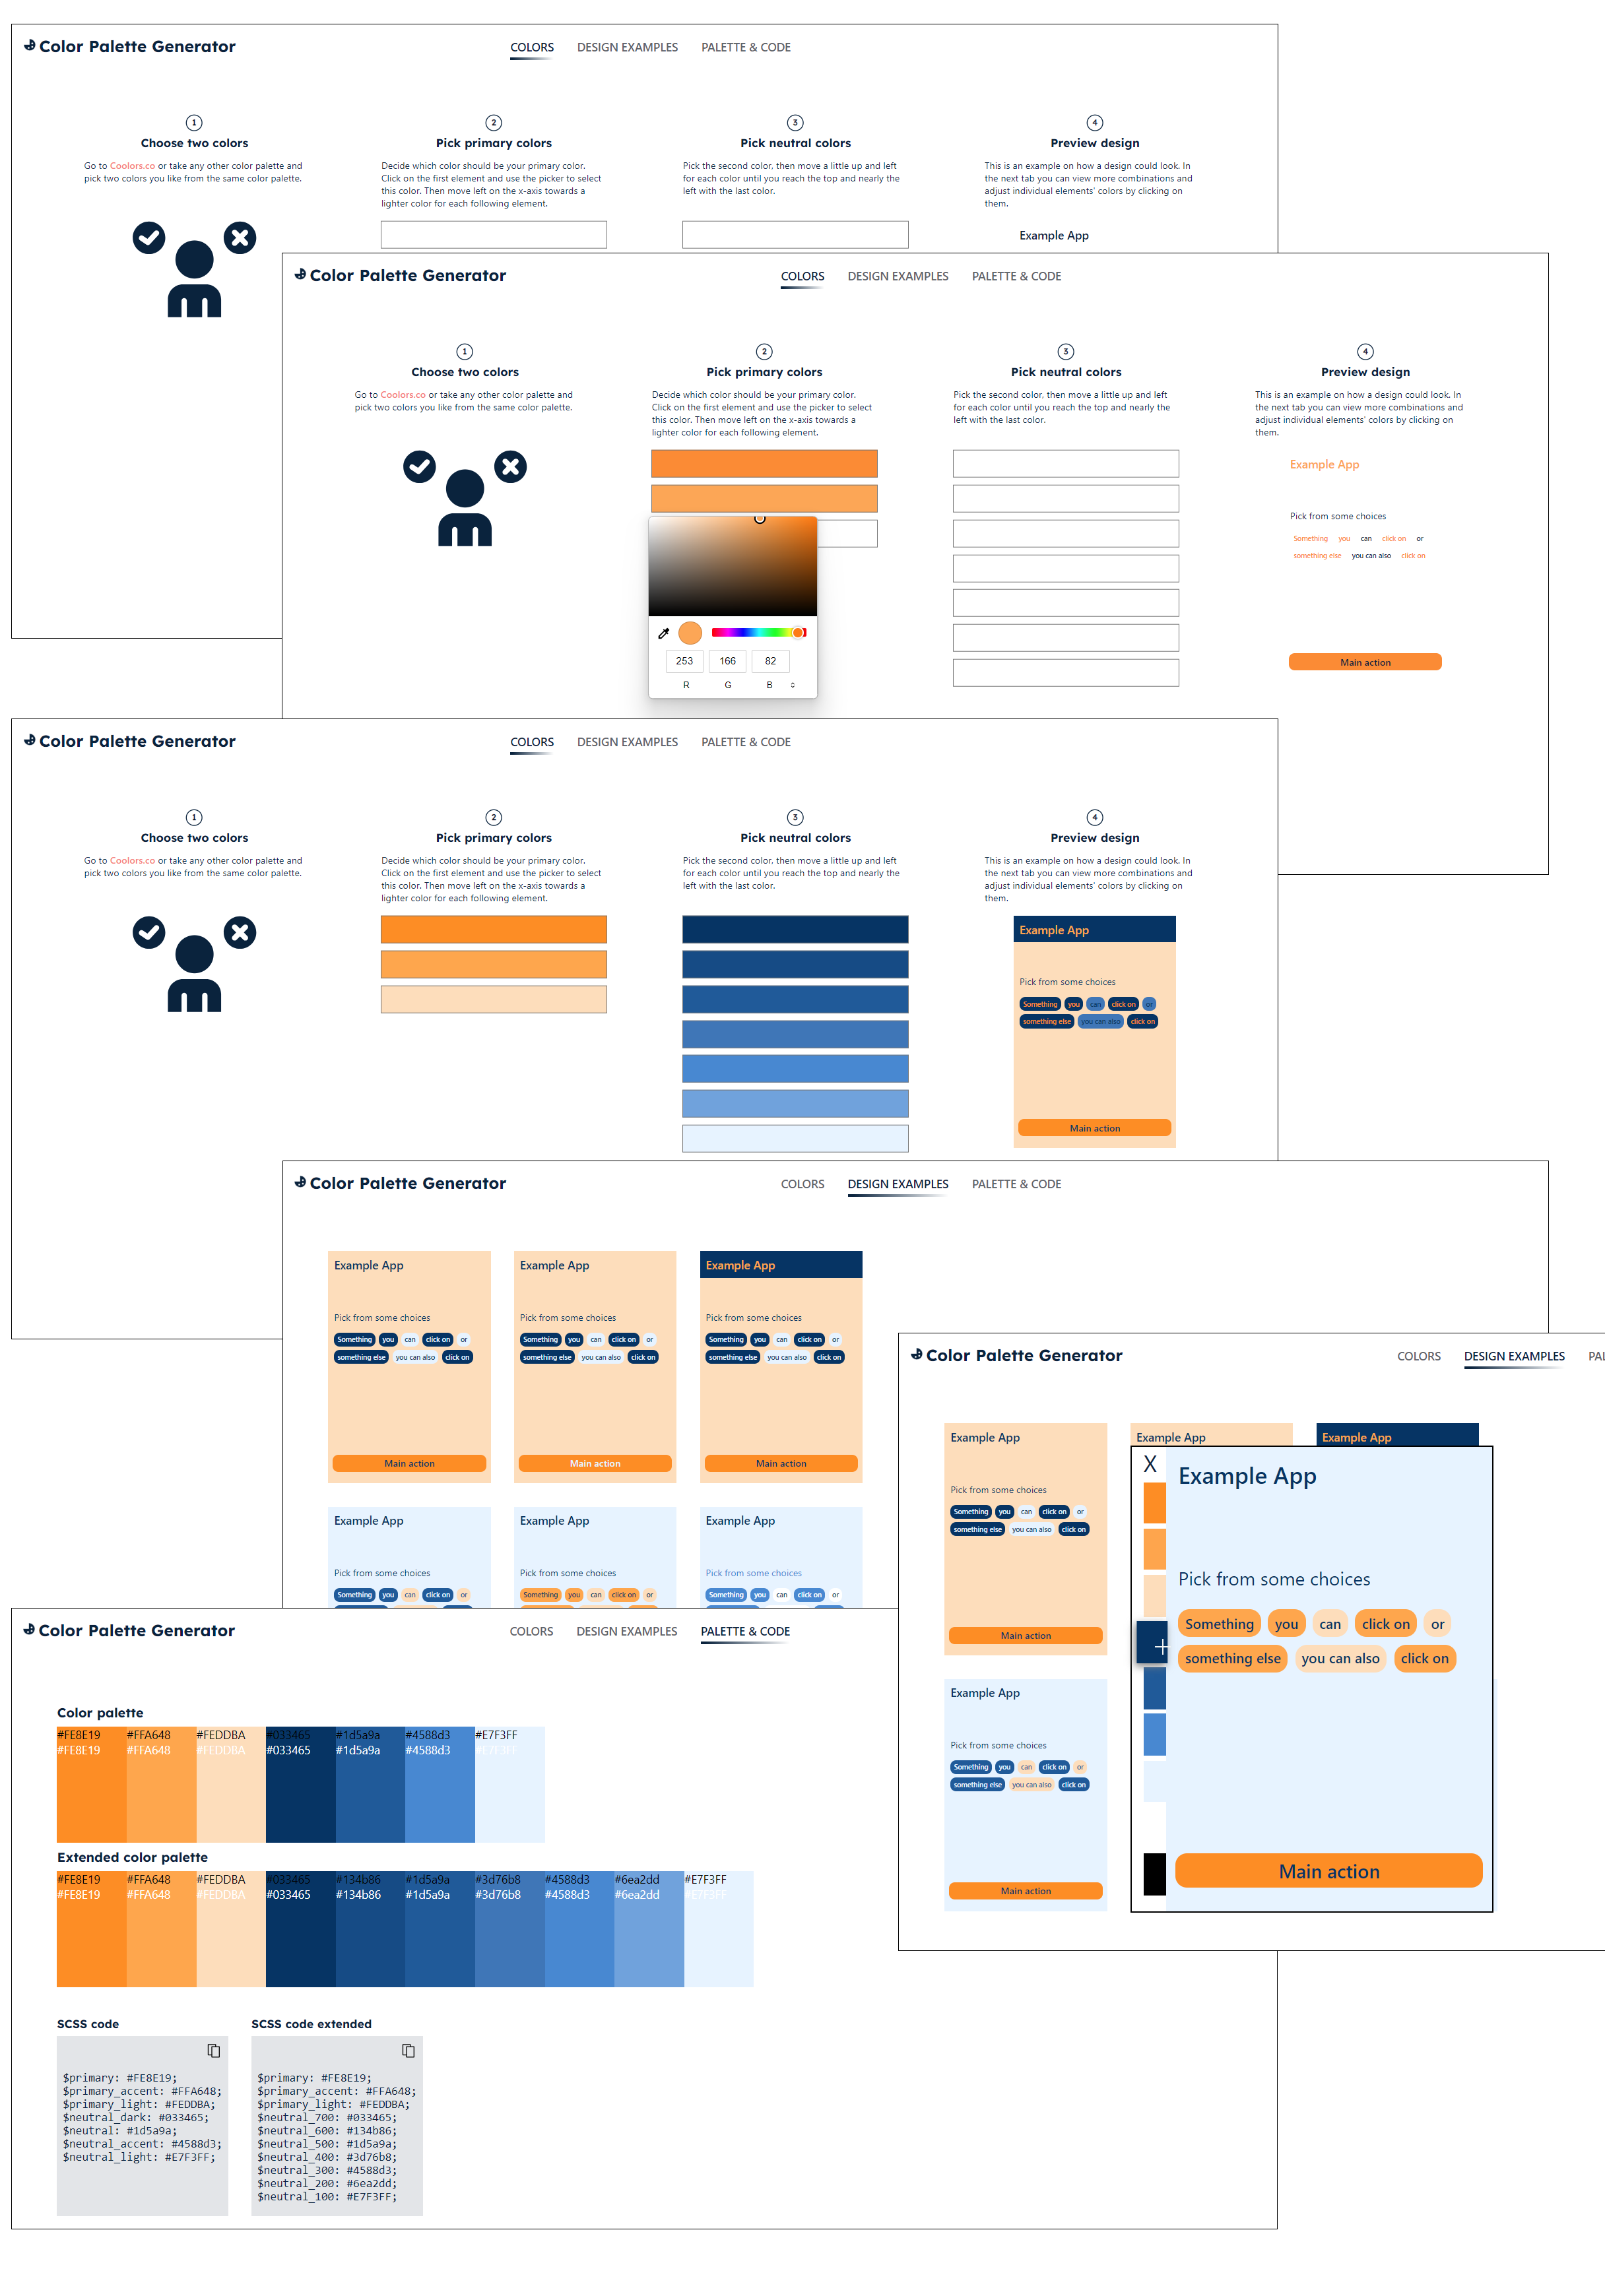 Color Palette Generator
COLORS DESIGN EXAMPLES PALETTE & CODE
1
Choose two colors
Go to Coolors.co or take any other color palette and
pick two colors you like from the same color palette.
2
Pick primary colors
Decide which color should be your primary color.
Click on the first element and use the picker to select
this color. Then move left on the x-axis towards a
lighter color for each following element.
3
Pick neutral colors
Pick the second color, then move a little up and left
for each color until you reach the top and nearly the
left with the last color.
4
Preview design
This is an example on how a design could look. In
the next tab you can view more combinations and
adjust individual elements' colors by clicking on
them.
Example App
Color Palette Generator
COLORS DESIGN EXAMPLES PALETTE & CODE
1
Choose two colors
Go to Coolors.co or take any other color palette and
pick two colors you like from the same color palette.
2
Pick primary colors
Decide which color should be your primary color.
Click on the first element and use the picker to select
this color. Then move left on the x-axis towards a
lighter color for each following element.
253 166 82
R G B
3
Pick neutral colors
Pick the second color, then move a little up and left
for each color until you reach the top and nearly the
left with the last color.
4
Preview design
This is an example on how a design could look. In
the next tab you can view more combinations and
adjust individual elements' colors by clicking on
them.
Example App
Pick from some choices
Something you can click on or
something else you can also click on
Main action
Color Palette Generator
COLORS DESIGN EXAMPLES PALETTE & CODE
1
Choose two colors
Go to Coolors.co or take any other color palette and
pick two colors you like from the same color palette.
2
Pick primary colors
Decide which color should be your primary color.
Click on the first element and use the picker to select
this color. Then move left on the x-axis towards a
lighter color for each following element.
3
Pick neutral colors
Pick the second color, then move a little up and left
for each color until you reach the top and nearly the
left with the last color.
4
Preview design
This is an example on how a design could look. In
the next tab you can view more combinations and
adjust individual elements' colors by clicking on
them.
Example App
Pick from some choices
Something you can click on or
something else you can also click on
Main action
Color Palette Generator
COLORS DESIGN EXAMPLES PALETTE & CODE
Example App
Pick from some choices
Something you can click on or
something else you can also click on
Main action
Example App
Pick from some choices
Something you can click on or
something else you can also click on
Main action
Example App
Pick from some choices
Something you can click on or
something else you can also click on
Main action
Example App
Pick from some choices
Something you can click on or
Example App
Pick from some choices
Something you can click on or
Example App
Pick from some choices
Something you can click on or
Color Palette Generator
COLORS DESIGN EXAMPLES PAL
Example App
Pick from some choices
Something you can click on or
something else you can also click on
Main action
Example App
Example App
Example App
Pick from some choices
Something you can click on or
something else you can also click on
Main action
X
Example App
Pick from some choices
Something you can click on or
something else you can also click on
Main action
Color Palette Generator
COLORS DESIGN EXAMPLES PALETTE & CODE
Color palette
#FE8E19 #FFA648 #FEDDBA #033465 #1d5a9a #4588d3 #E7F3FF
#FE8E19 #FFA648 #FEDDBA #033465 #1d5a9a #4588d3 #E7F3FF
Extended color palette
#FE8E19 #FFA648 #FEDDBA #033465 #134b86 #1d5a9a #3d76b8 #4588d3 #6ea2dd #E7F3FF
#FE8E19 #FFA648 #FEDDBA #033465 #134b86 #1d5a9a #3d76b8 #4588d3 #6ea2dd #E7F3FF
SCSS code
$primary: #FE8E19;
$primary_accent: #FFA648;
$primary_light: #FEDDBA;
$neutral_dark: #033465;
$neutral: #1d5a9a;
$neutral_accent: #4588d3;
$neutral_light: #E7F3FF;
SCSS code extended
$primary: #FE8E19;
$primary_accent: #FFA648;
$primary_light: #FEDDBA;
$neutral_700: #033465;
$neutral_600: #134b86;
$neutral_500: #1d5a9a;
$neutral_400: #3d76b8;
$neutral_300: #4588d3;
$neutral_200: #6ea2dd;
$neutral_100: #E7F3FF;